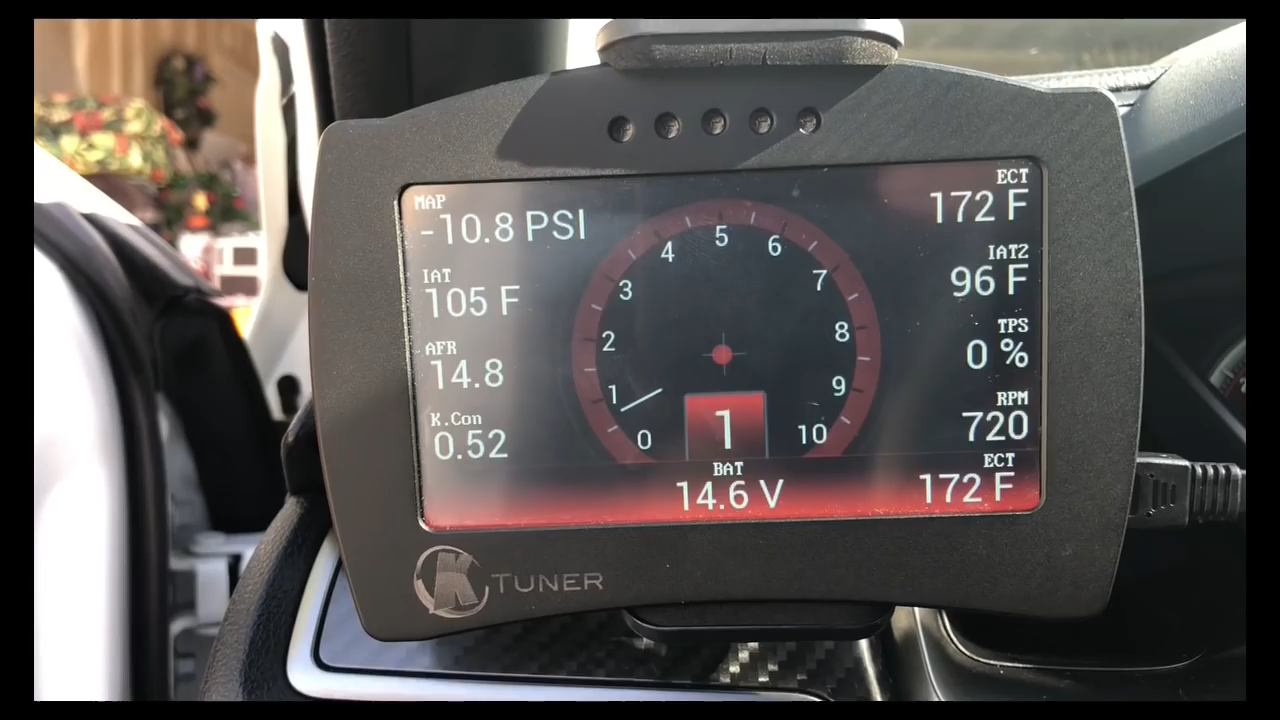 MAP
-10.8 PSI
IAT
105 F
AFR
14.8
K.Con
0.52
0
1
2
3
4
5
6
7
8
9
10
1
BAT
14.6 V
ECT
172 F
IAT2
96 F
TPS
0 %
RPM
720
ECT
172 F
K TUNER